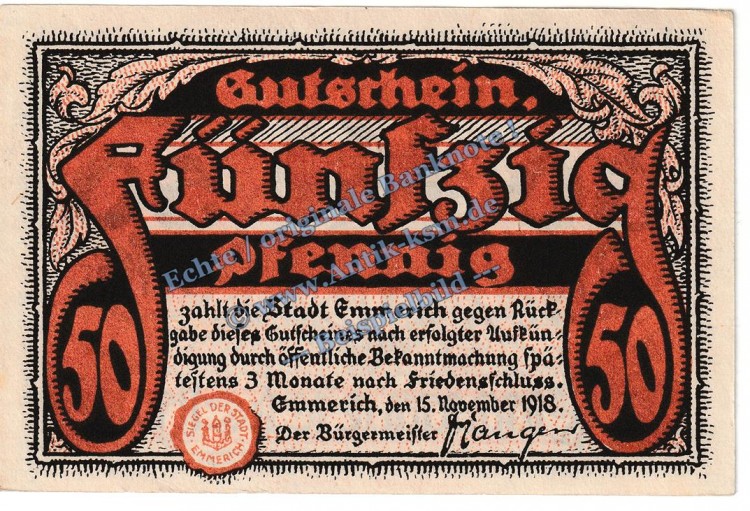 Gutschein.
Fünfzig
Pfennig
50
50
zahlt die Stadt Emmerich gegen Rück-
gabe dieses Gutscheines nach erfolgter Aufkün-
digung durch öffentliche Bekanntmachung spä-
testens 3 Monate nach Friedensschluss.
Emmerich, den 15. November 1918.
Der Bürgermeister
SIEGEL DER STADT
EMMERICH
Echte / originale Banknote !
© www.Antik-ksm.de
- Beispielbild -